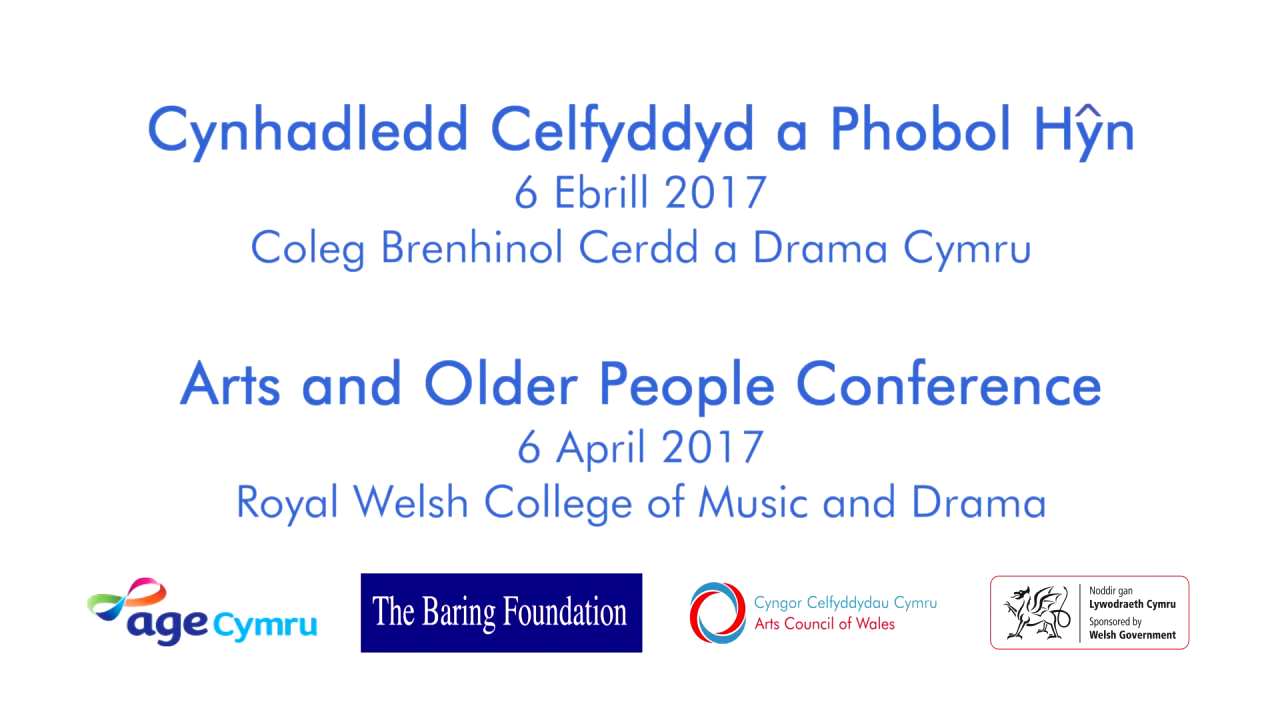 Cynhadledd Celfyddyd a Phobol Hŷn
6 Ebrill 2017
Coleg Brenhinol Cerdd a Drama Cymru
Arts and Older People Conference
6 April 2017
Royal Welsh College of Music and Drama
age Cymru
The Baring Foundation
Cyngor Celfyddydau Cymru
Arts Council of Wales
Noddir gan
Lywodraeth Cymru
Sponsored by
Welsh Government